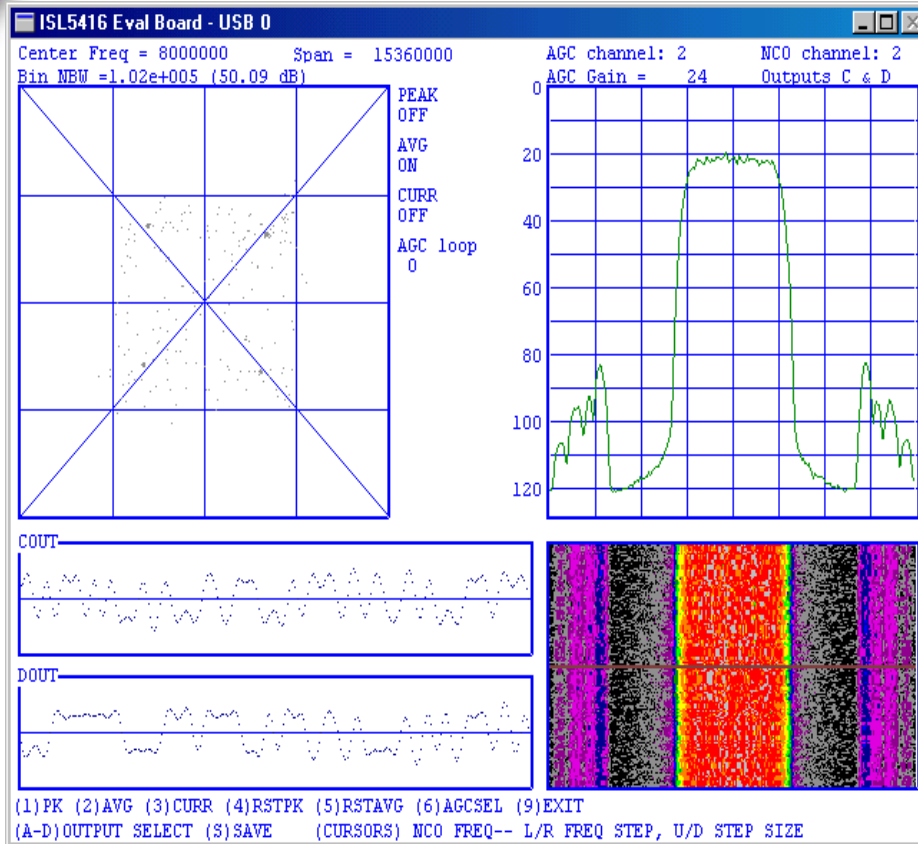 ISL5416 Eval Board - USB 0
Center Freq = 8000000 Span = 15360000
Bin NBW =1.02e+005 (50.09 dB)
AGC channel: 2 NCO channel: 2
AGC Gain = 24 Outputs C & D
PEAK
OFF
AVG
ON
CURR
OFF
AGC loop
0
0
20
40
60
80
100
120
COUT
DOUT
(1)PK (2)AVG (3)CURR (4)RSTPK (5)RSTAVG (6)AGCSEL (9)EXIT
(A-D)OUTPUT SELECT (S)SAVE (CURSORS) NCO FREQ-- L/R FREQ STEP, U/D STEP SIZE